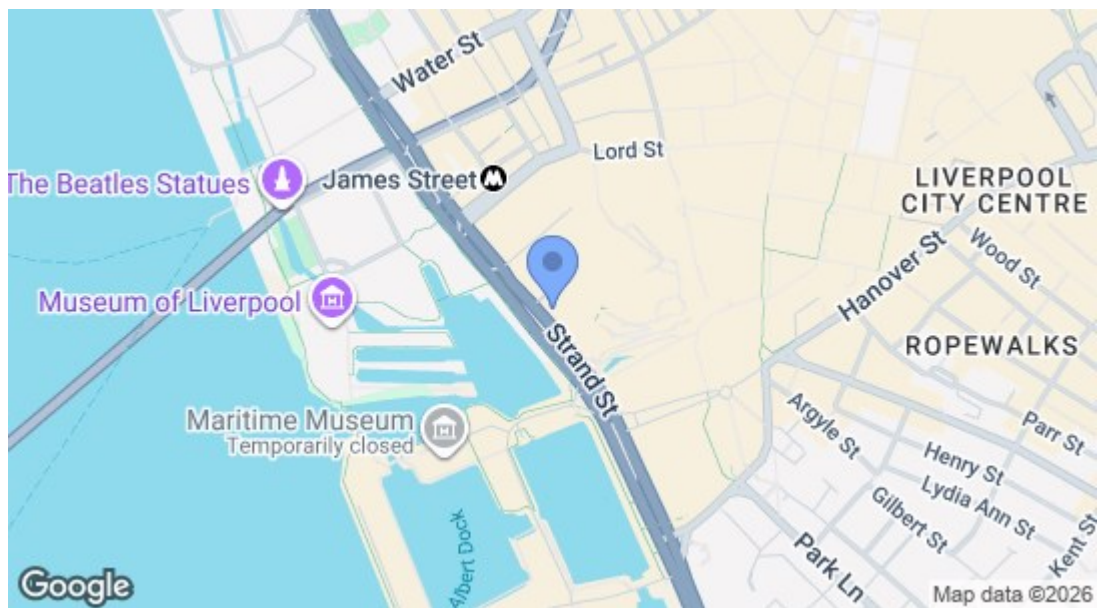 Water St
Lord St
The Beatles Statues
James Street
LIVERPOOL
CITY CENTRE
Wood St
Hanover St
Museum of Liverpool
Strand St
ROPEWALKS
Maritime Museum
Temporarily closed
Argyle St
Parr St
Henry St
Lydia Ann St
Gilbert St
Kent St
Park Ln
Albert Dock
Google
Map data ©2026